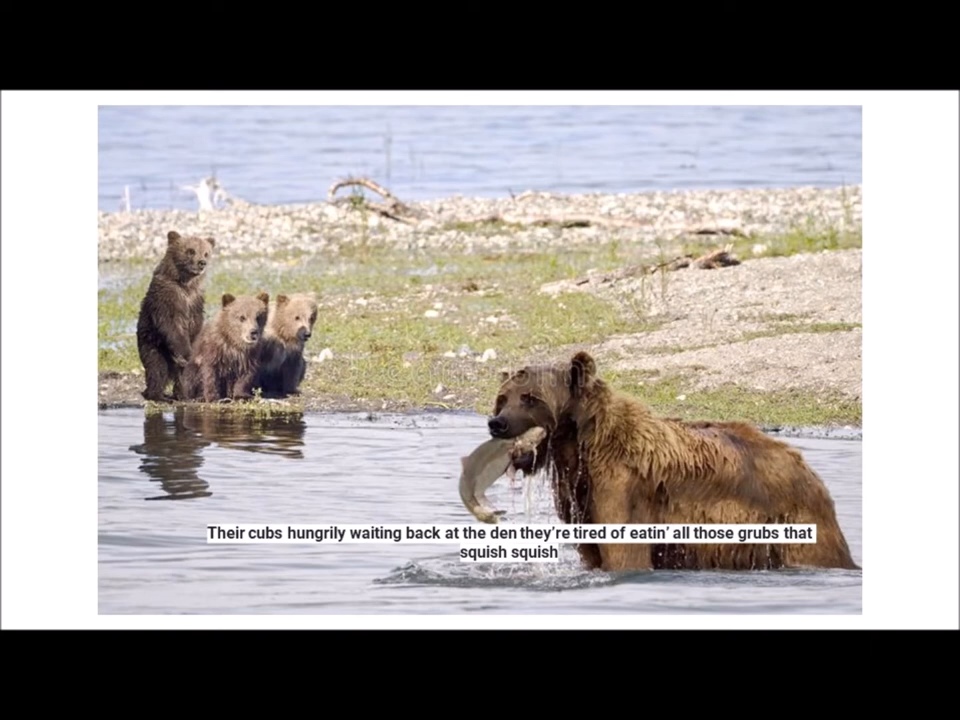 Their cubs hungrily waiting back at the den they’re tired of eatin’ all those grubs that
squish squish